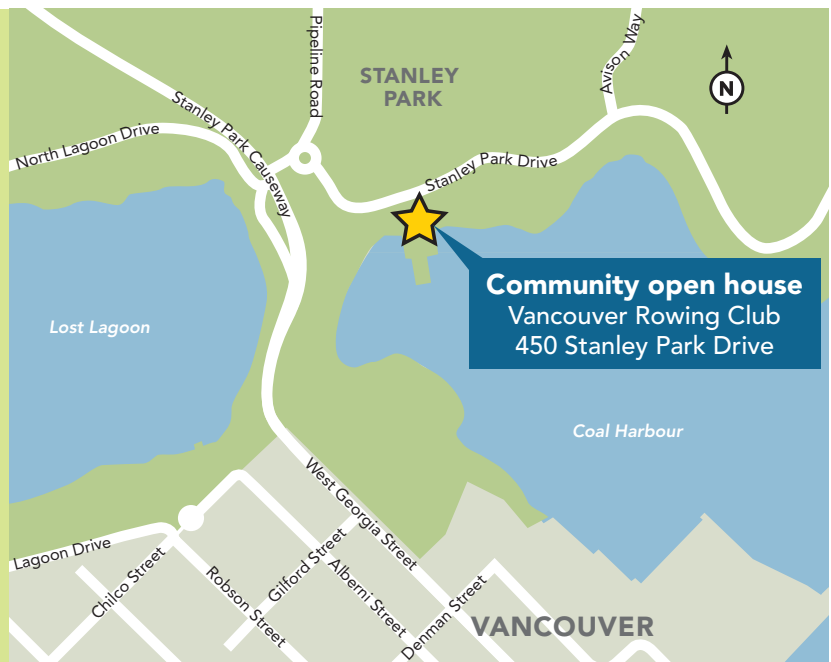 Pipeline Road
Avison Way
STANLEY
PARK
N
Stanley Park Causeway
North Lagoon Drive
Stanley Park Drive
Community open house
Vancouver Rowing Club
450 Stanley Park Drive
Lost Lagoon
Coal Harbour
West Georgia Street
Lagoon Drive
Chilco Street
Robson Street
Gilford Street
Alberni Street
Denman Street
VANCOUVER